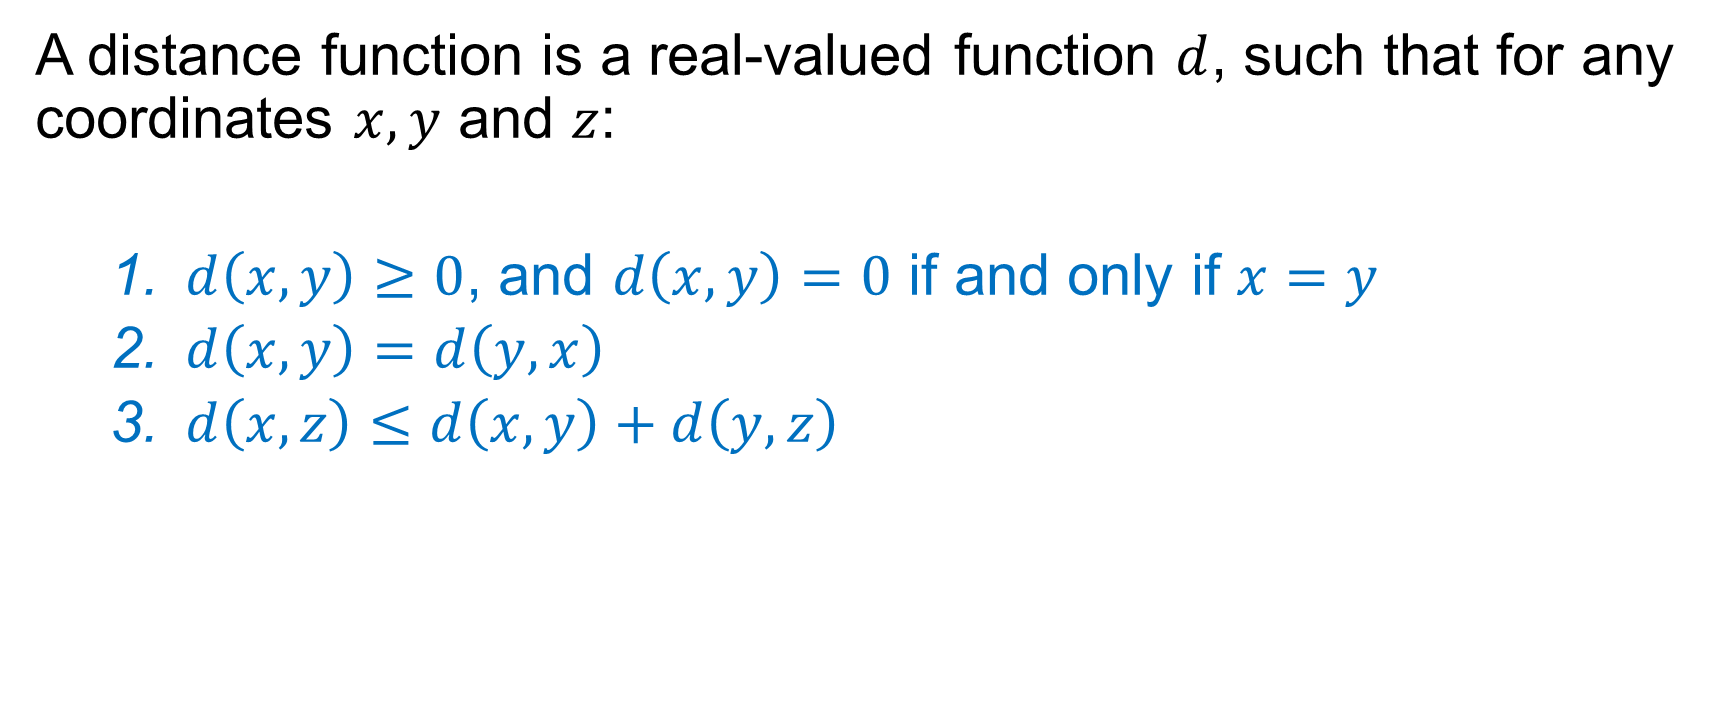 A distance function is a real-valued function 𝑑, such that for any
coordinates 𝑥, 𝑦 and 𝑧:
1. 𝑑(𝑥, 𝑦) ≥ 0, and 𝑑(𝑥, 𝑦) = 0 if and only if 𝑥 = 𝑦
2. 𝑑(𝑥, 𝑦) = 𝑑(𝑦, 𝑥)
3. 𝑑(𝑥, 𝑧) ≤ 𝑑(𝑥, 𝑦) + 𝑑(𝑦, 𝑧)